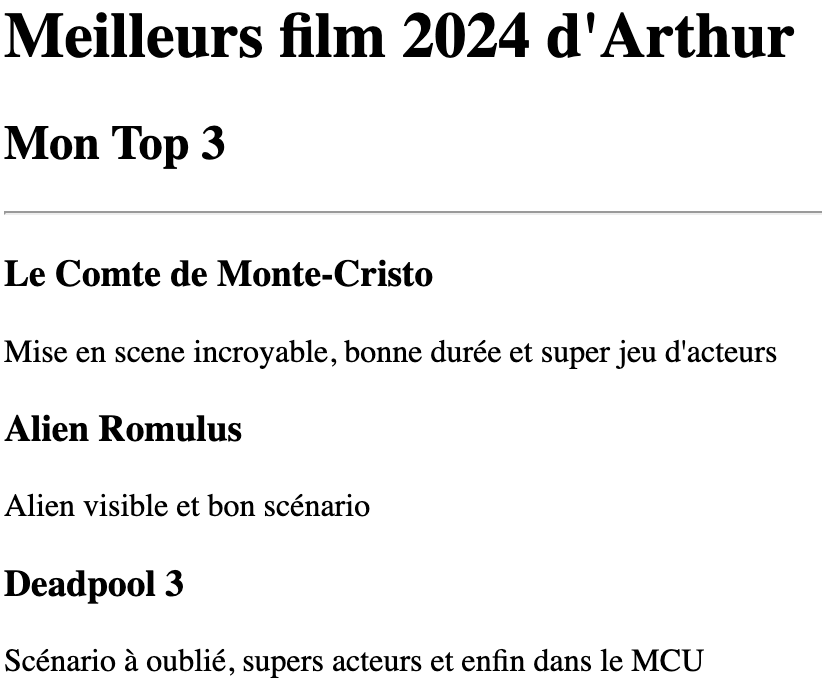 Meilleurs film 2024 d'Arthur
Mon Top 3
Le Comte de Monte-Cristo
Mise en scene incroyable, bonne durée et super jeu d'acteurs
Alien Romulus
Alien visible et bon scénario
Deadpool 3
Scénario à oublié, supers acteurs et enfin dans le MCU